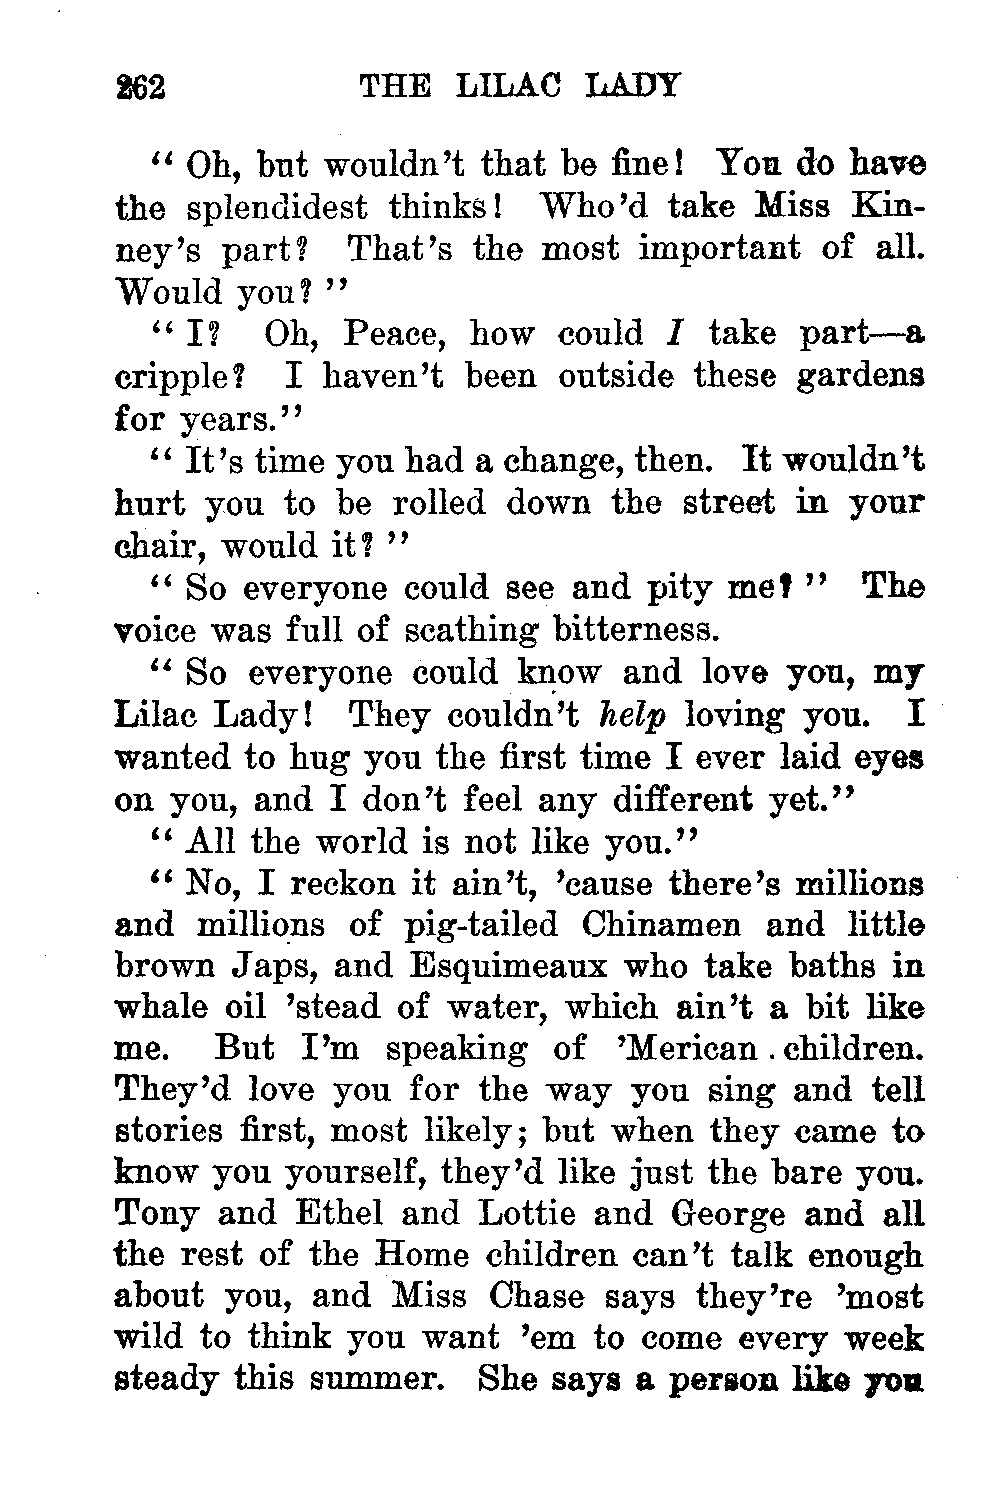 262 THE LILAC LADY
“ Oh, but wouldn’t that be fine! You do have
the splendidest thinks! Who’d take Miss Kin-
ney’s part? That’s the most important of all.
Would you? ”
“ I? Oh, Peace, how could I take part—a
cripple? I haven’t been outside these gardens
for years.”
“ It’s time you had a change, then. It wouldn’t
hurt you to be rolled down the street in your
chair, would it? ”
“ So everyone could see and pity me? ” The
voice was full of scathing bitterness.
“ So everyone could know and love you, my
Lilac Lady! They couldn’t help loving you. I
wanted to hug you the first time I ever laid eyes
on you, and I don’t feel any different yet.”
“ All the world is not like you.”
“ No, I reckon it ain’t, ’cause there’s millions
and millions of pig-tailed Chinamen and little
brown Japs, and Esquimeaux who take baths in
whale oil ’stead of water, which ain’t a bit like
me. But I’m speaking of ’Merican children.
They’d love you for the way you sing and tell
stories first, most likely; but when they came to
know you yourself, they’d like just the bare you.
Tony and Ethel and Lottie and George and all
the rest of the Home children can’t talk enough
about you, and Miss Chase says they’re ’most
wild to think you want ’em to come every week
steady this summer. She says a person like you